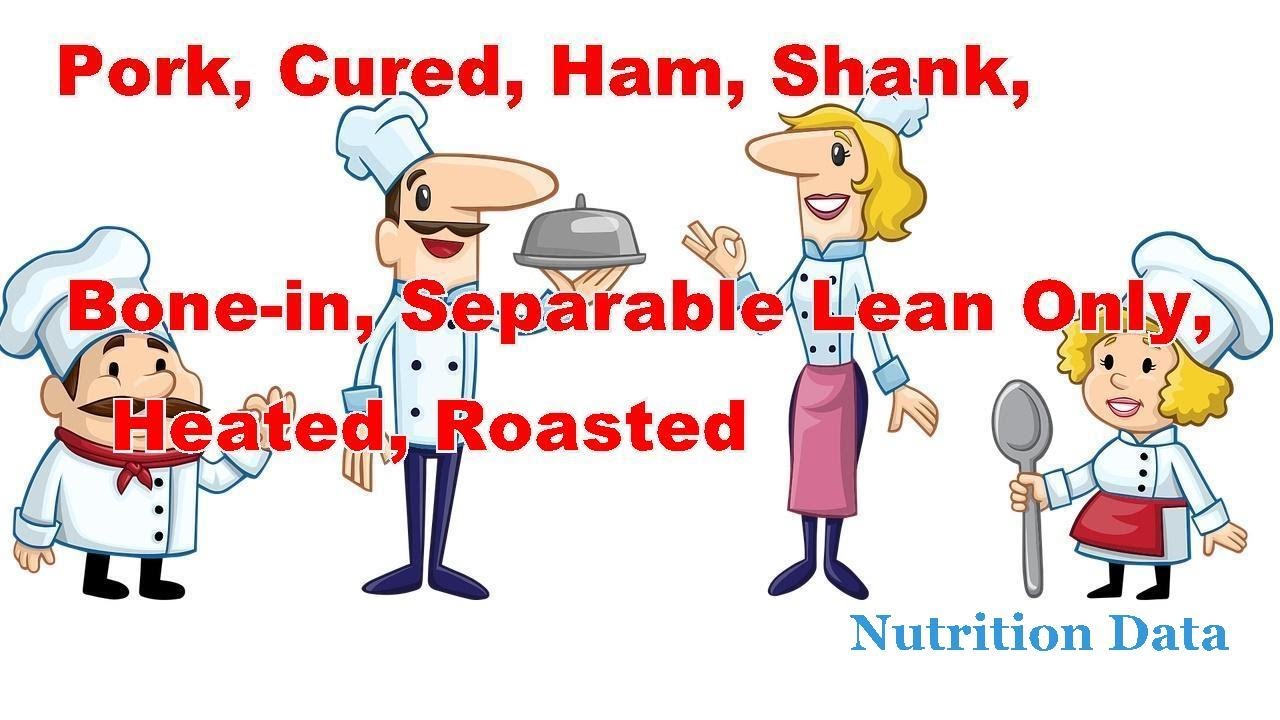 Pork, Cured, Ham, Shank,
Bone-in, Separable Lean Only,
Heated, Roasted
Nutrition Data